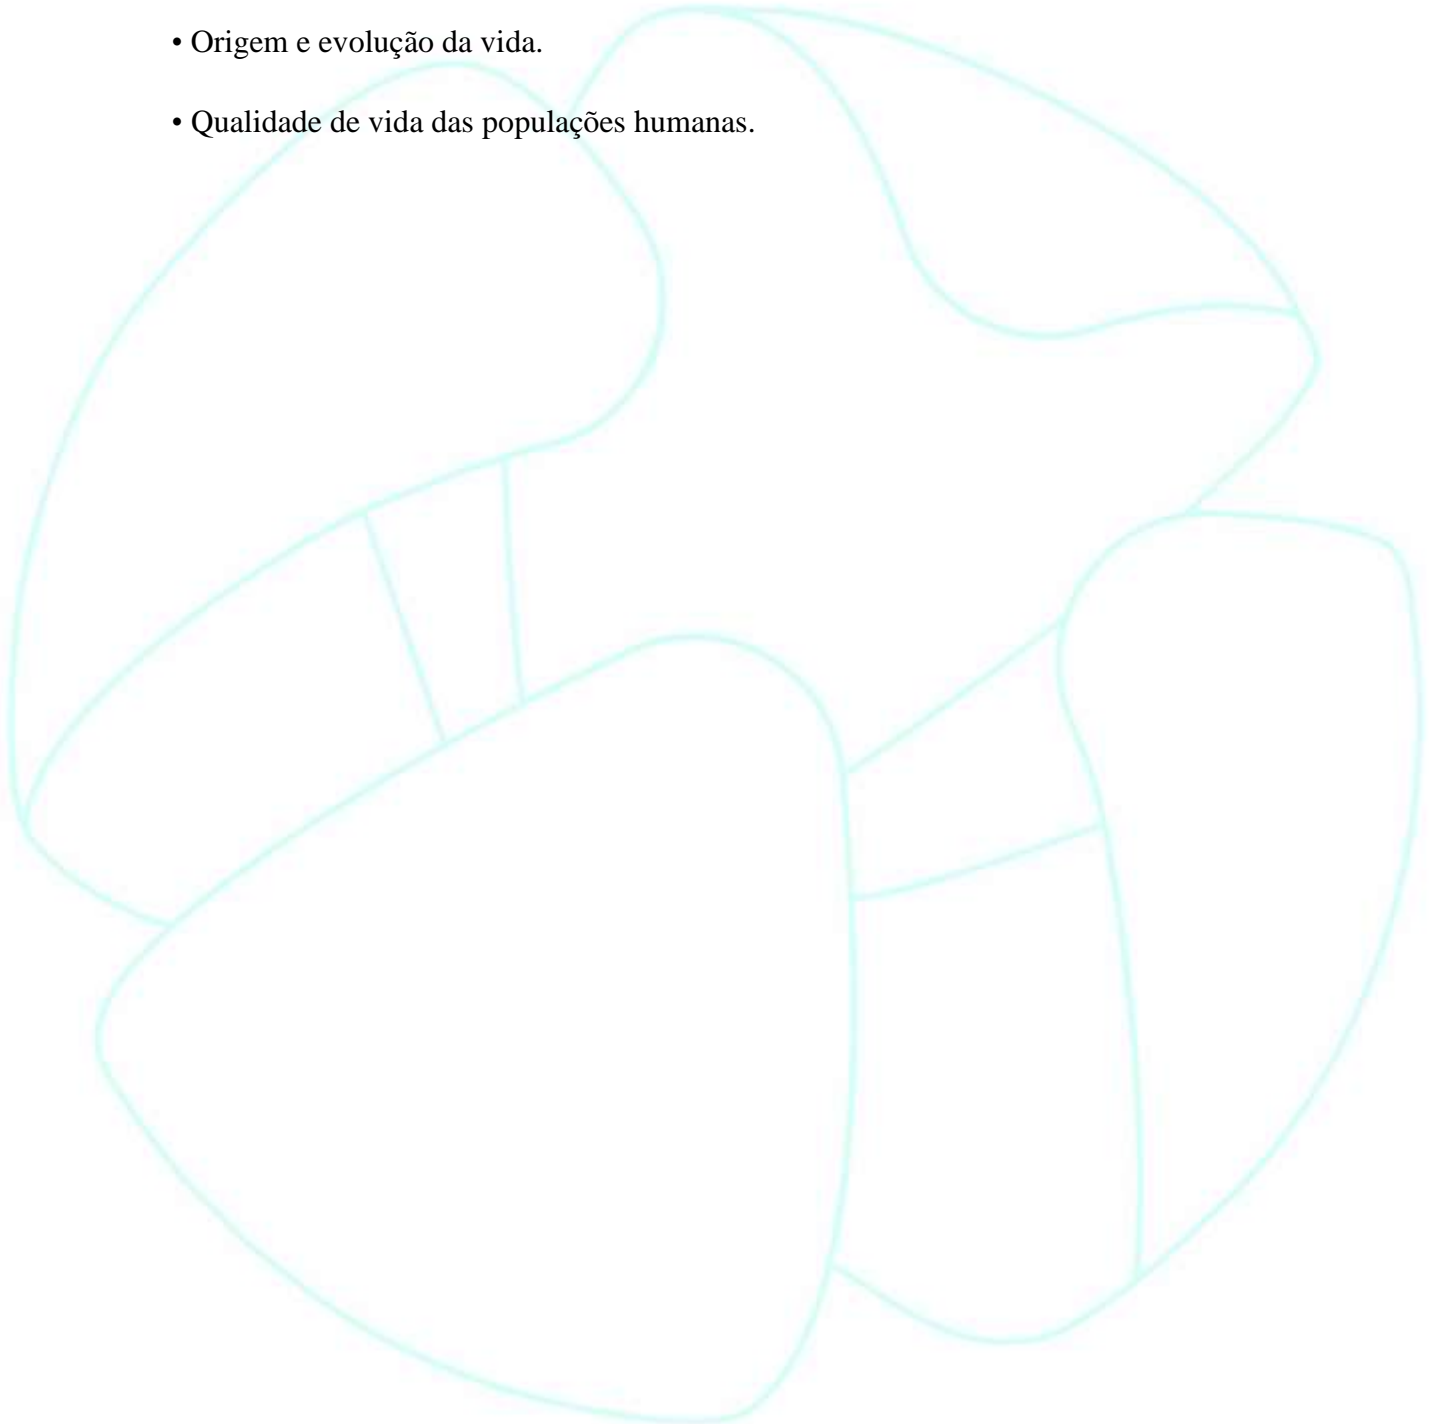 • Origem e evolução da vida.
• Qualidade de vida das populações humanas.